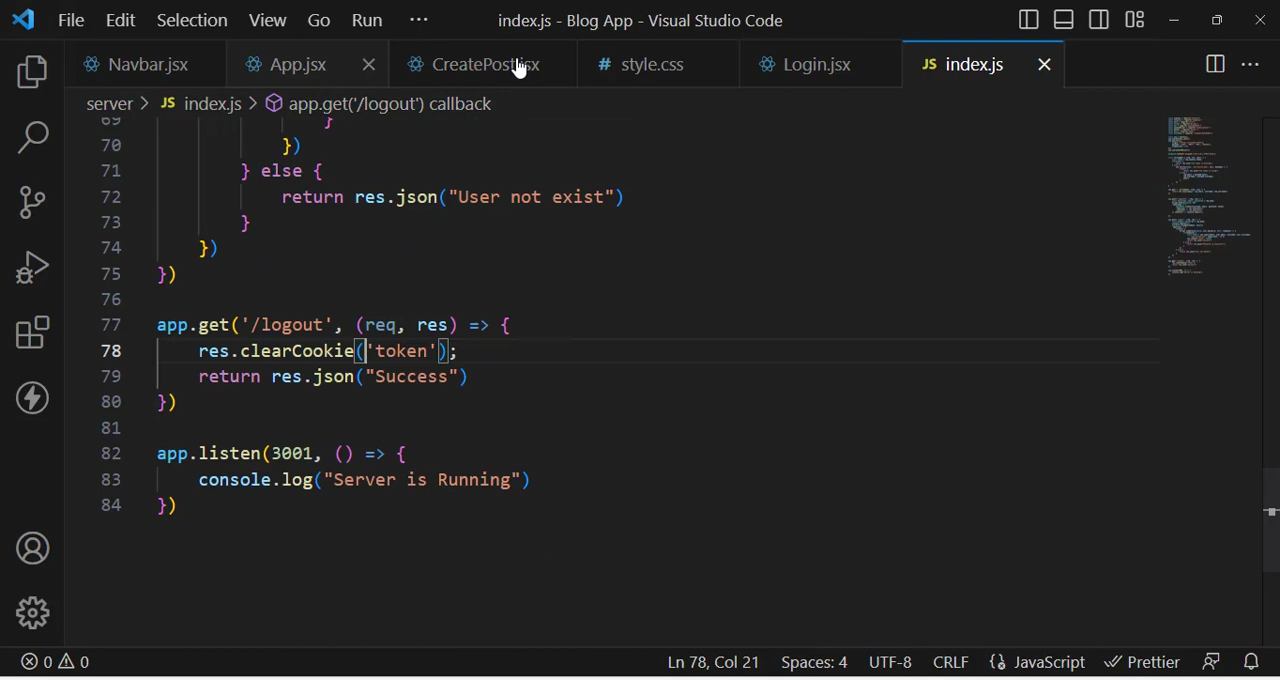 File Edit Selection View Go Run ··· index.js - Blog App - Visual Studio Code
Navbar.jsx App.jsx CreatePost.jsx # style.css Login.jsx JS index.js
server > JS index.js > app.get('/logout') callback
69 }
70 })
71 } else {
72 return res.json("User not exist")
73 }
74 })
75 })
76
77 app.get('/logout', (req, res) => {
78 res.clearCookie('token');
79 return res.json("Success")
80 })
81
82 app.listen(3001, () => {
83 console.log("Server is Running")
84 })
0 0 Ln 78, Col 21 Spaces: 4 UTF-8 CRLF {} JavaScript Prettier